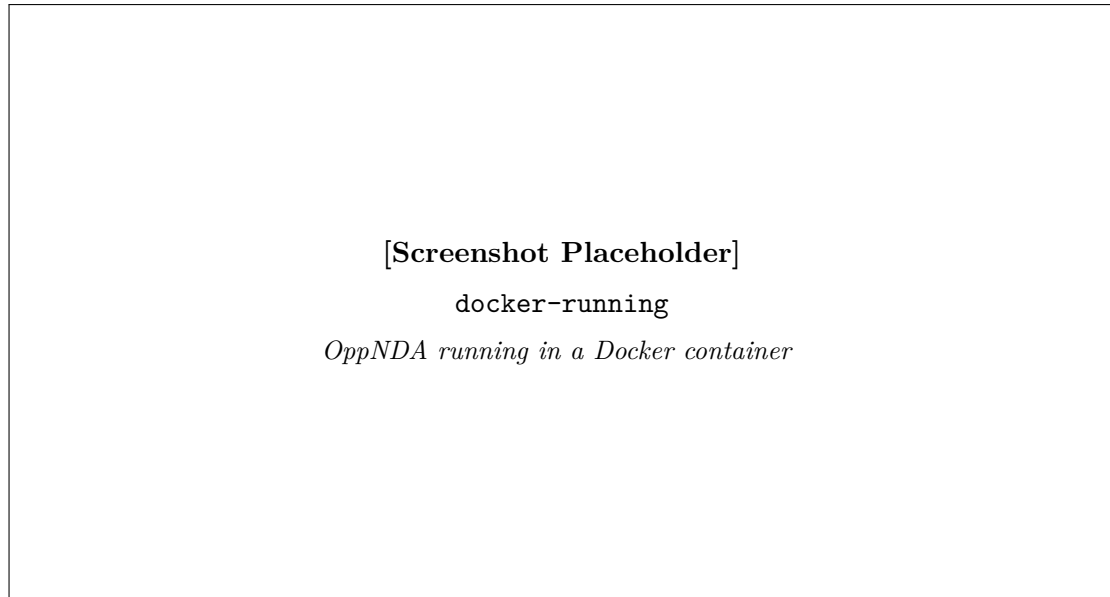 [Screenshot Placeholder]
docker-running
OppNDA running in a Docker container